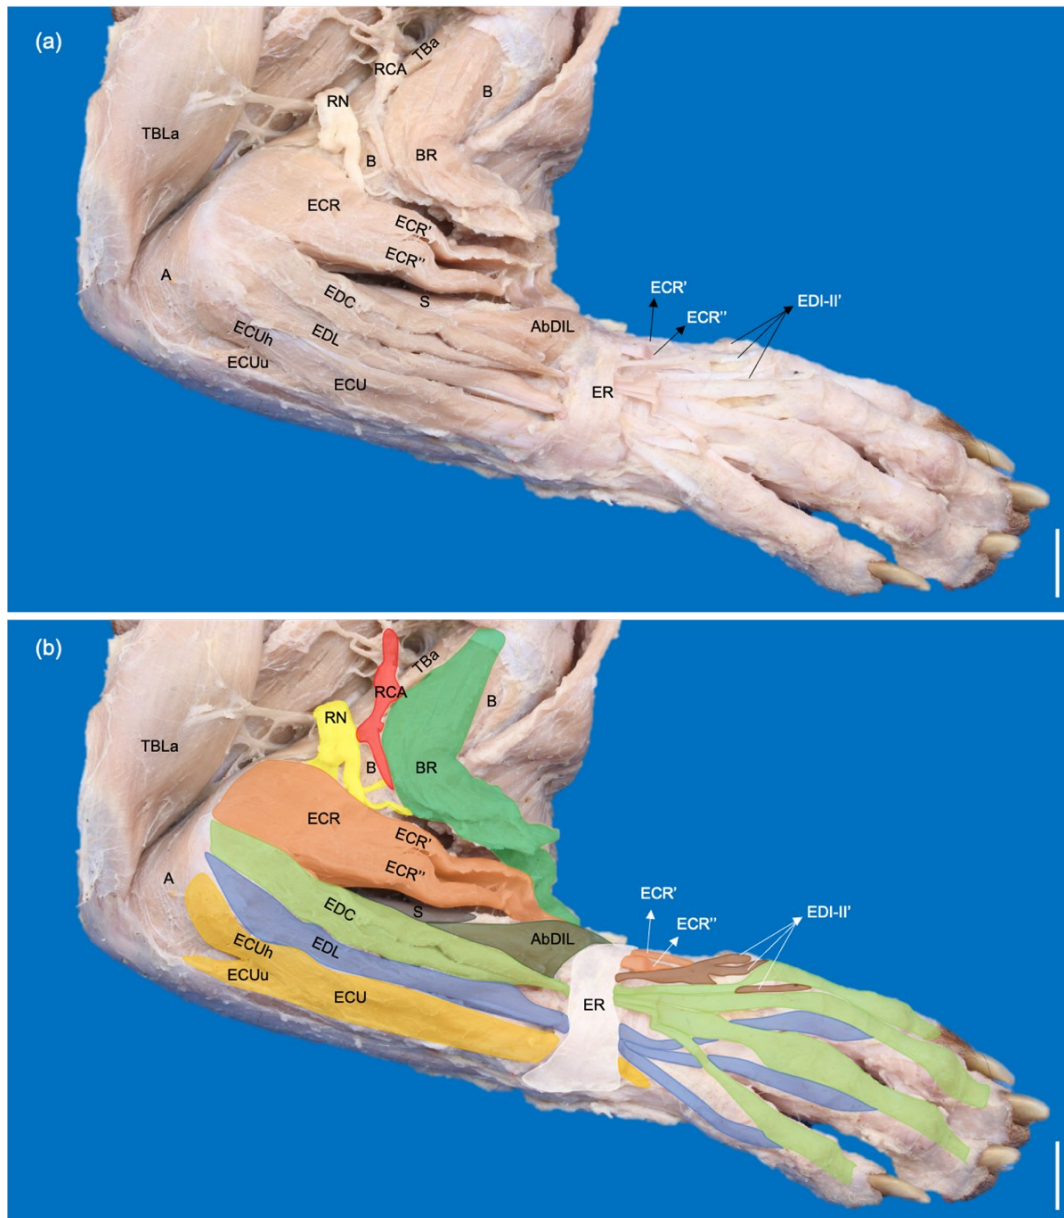 (a)
TBa
RCA
B
RN
TBLa
BR
B
ECR
ECR'
ECR''
A
EDC
S
ECR'
EDI-II'
ECR''
AbDIL
ECUh
EDL
ECUu
ECU
ER
(b)
TBa
RCA
B
RN
TBLa
BR
B
ECR
ECR'
ECR''
A
EDC
S
ECR'
EDI-II'
ECR''
AbDIL
ECUh
EDL
ECUu
ECU
ER